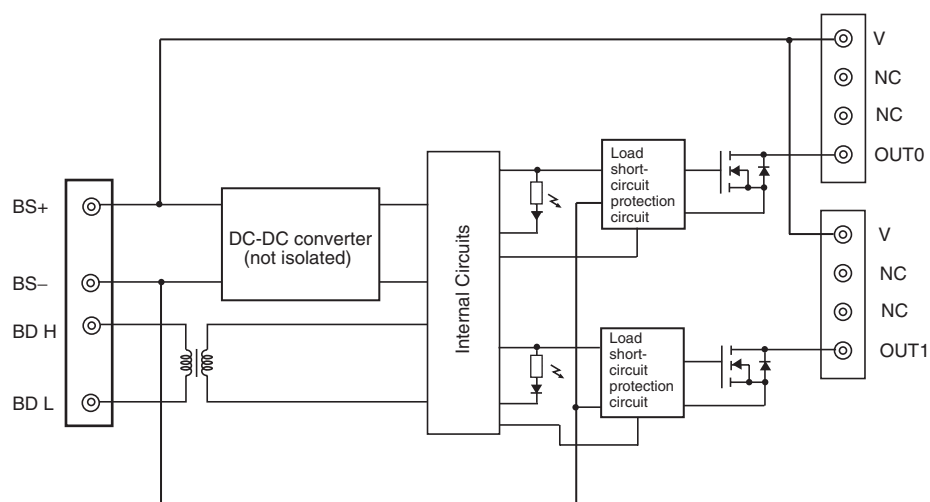 V
NC
NC
OUT0
Load
short-
circuit
protection
circuit
BS+
DC-DC converter
(not isolated)
Internal Circuits
V
NC
BS–
NC
BD H
Load
short-
circuit
protection
circuit
OUT1
BD L